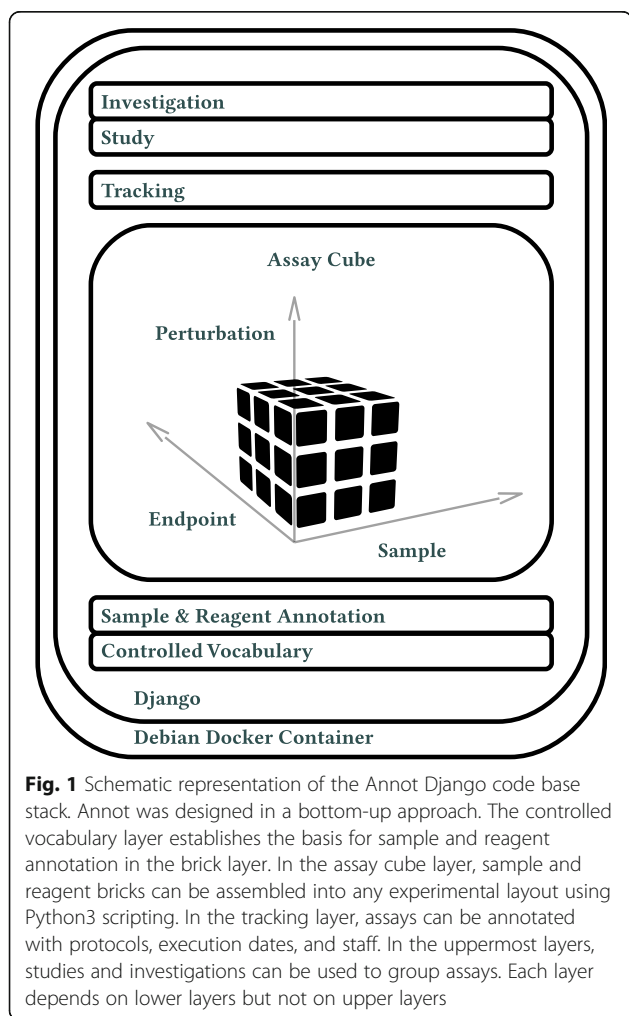 Investigation
Study
Tracking
Assay Cube
Perturbation
Endpoint
Sample
Sample & Reagent Annotation
Controlled Vocabulary
Django
Debian Docker Container
Fig. 1 Schematic representation of the Annot Django code base
stack. Annot was designed in a bottom-up approach. The controlled
vocabulary layer establishes the basis for sample and reagent
annotation in the brick layer. In the assay cube layer, sample and
reagent bricks can be assembled into any experimental layout using
Python3 scripting. In the tracking layer, assays can be annotated
with protocols, execution dates, and staff. In the uppermost layers,
studies and investigations can be used to group assays. Each layer
depends on lower layers but not on upper layers